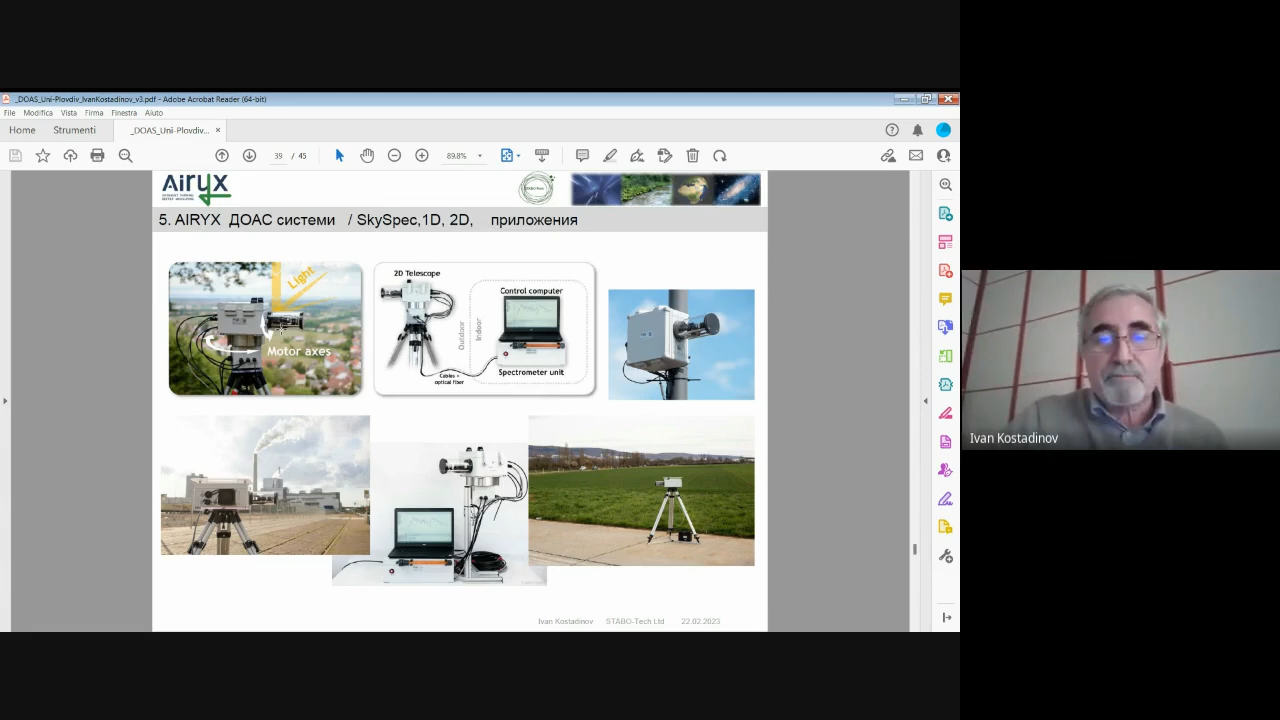 _DOAS_Uni-Plovdiv_IvanKostadinov_v3.pdf - Adobe Acrobat Reader (64-bit)
File Modifica Vista Firma Finestra Aiuto
Home Strumenti _DOAS_Uni-Plovdiv... ×
39 / 45 89.8%
Airyx
5. AIRYX ДОАС системи / SkySpec,1D, 2D, приложения
Light
Motor axes
2D Telescope
Control computer
Outdoor
Indoor
Cables +
optical fiber
Spectrometer unit
Ivan Kostadinov STABO-Tech Ltd 22.02.2023
Ivan Kostadinov